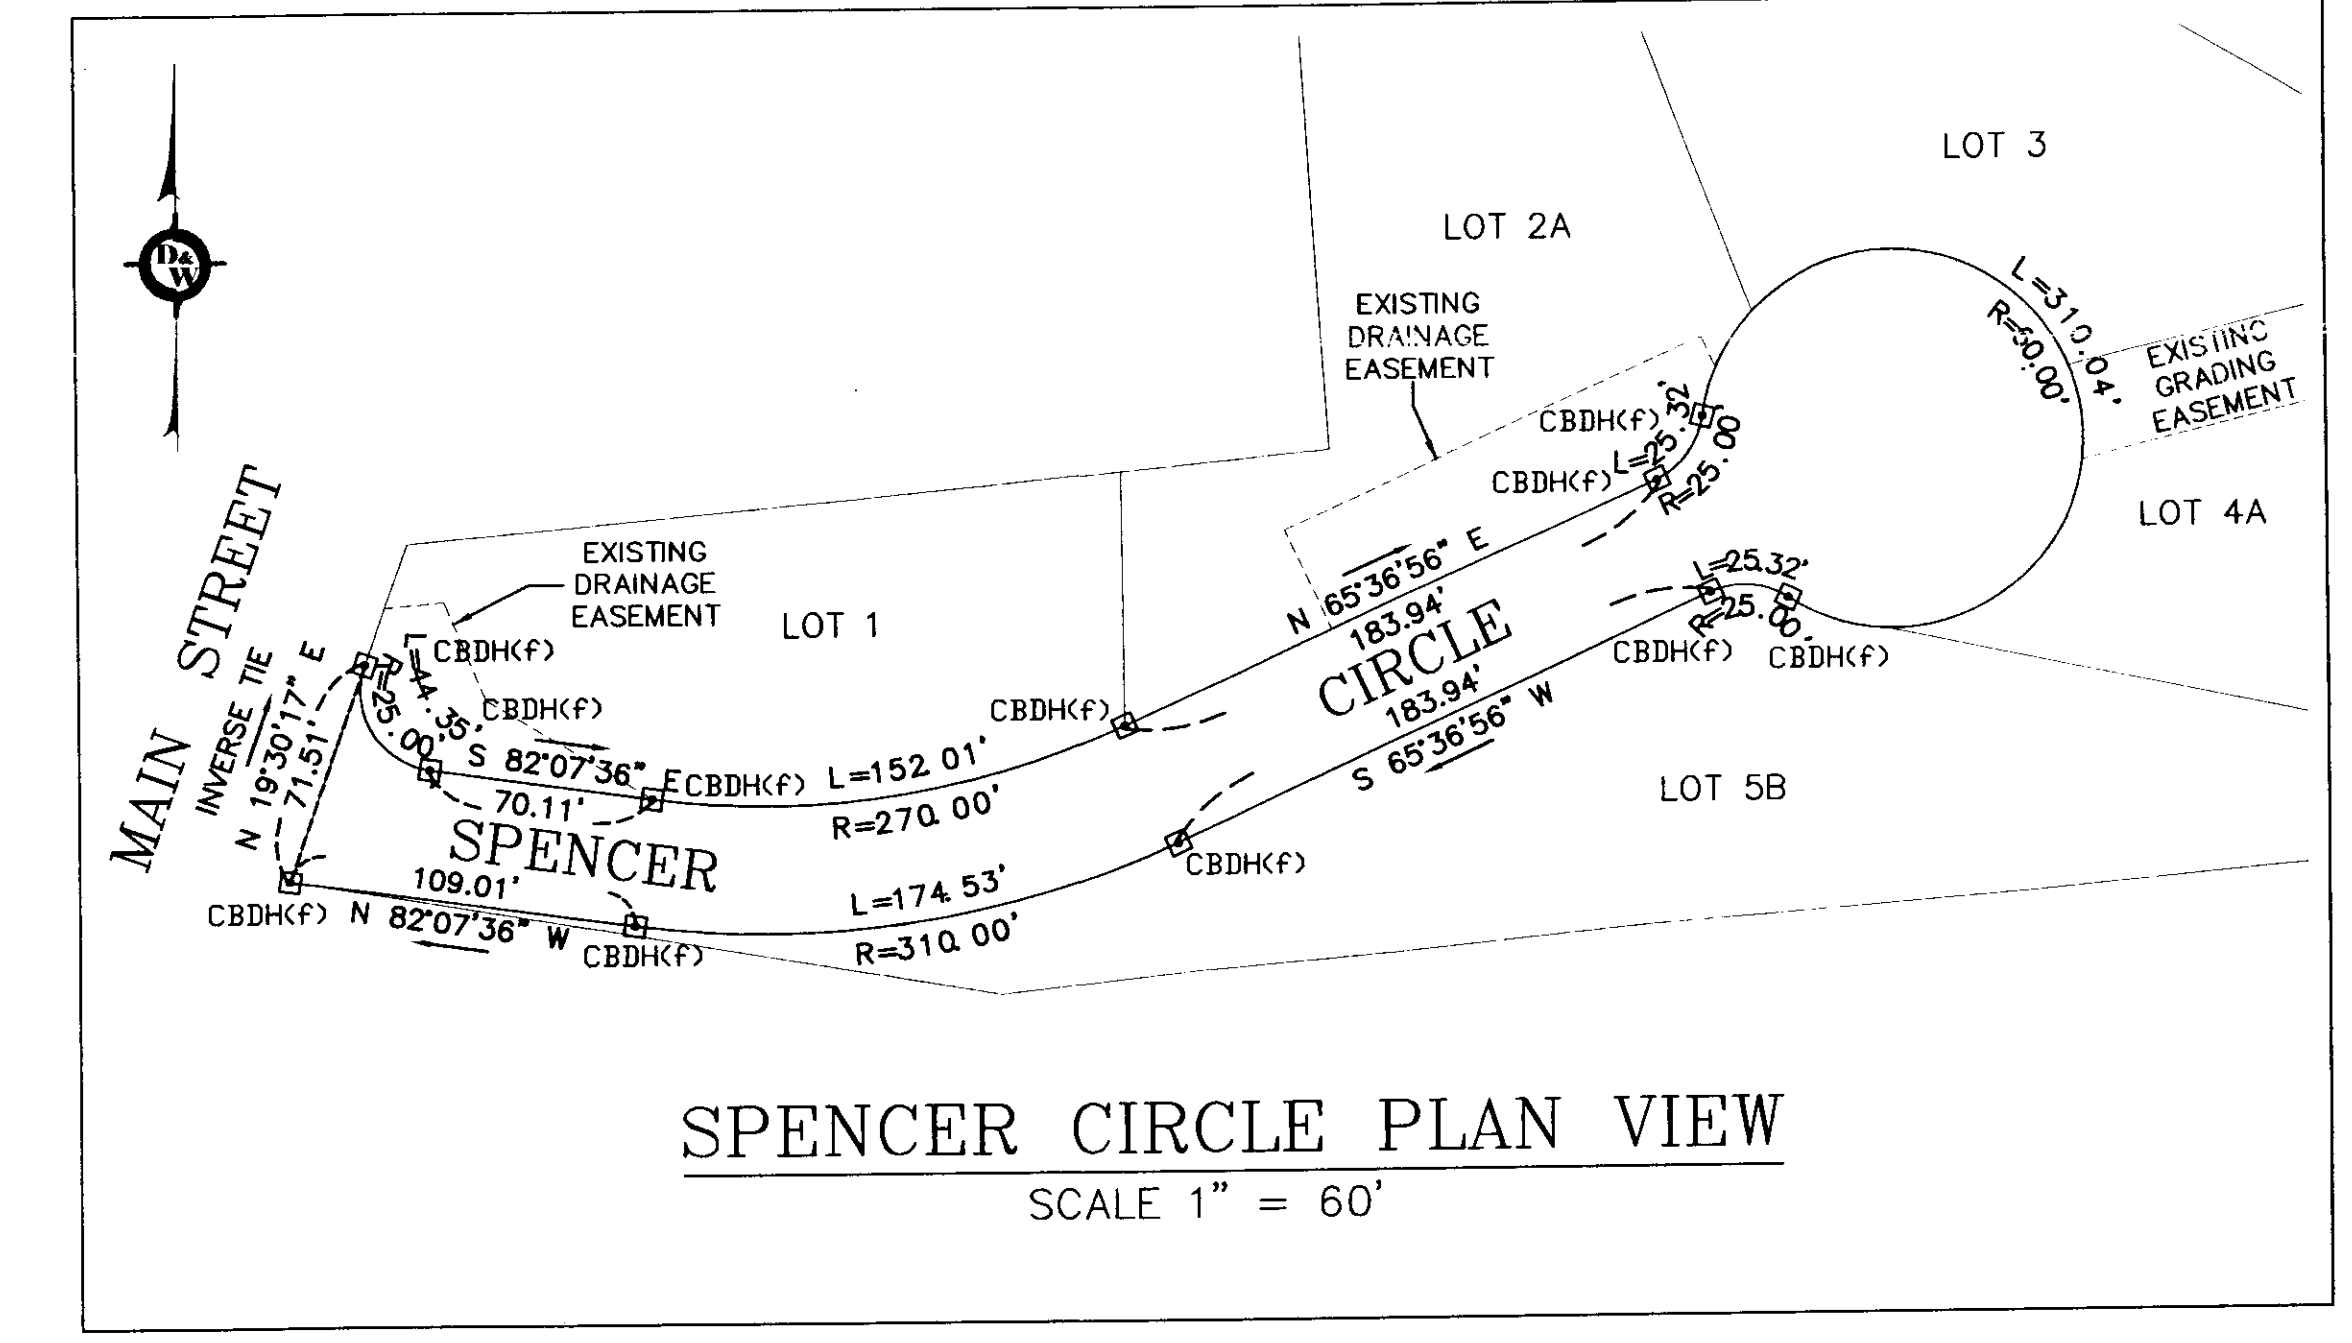 D&
W
LOT 3
LOT 2A
EXISTING
DRAINAGE
EASEMENT
L=310.04'
R=60.00'
EXISTING
GRADING
EASEMENT
LOT 4A
CBDH(f)
L=25.32'
R=25.00'
CBDH(f)
N 65°36'56" E
183.94'
CIRCLE
183.94'
S 65°36'56" W
L=25.32'
R=25.00'
CBDH(f)
CBDH(f)
LOT 5B
MAIN STREET
INVERSE TIE
N 19°30'17" E
71.51'
EXISTING
DRAINAGE
EASEMENT
LOT 1
CBDH(f)
L=44.35'
R=25.00'
CBDH(f)
S 82°07'36" E
70.11'
CBDH(f)
L=152.01'
R=270.00'
CBDH(f)
SPENCER
109.01'
N 82°07'36" W
CBDH(f)
CBDH(f)
L=174.53'
R=310.00'
CBDH(f)
SPENCER CIRCLE PLAN VIEW
SCALE 1" = 60'